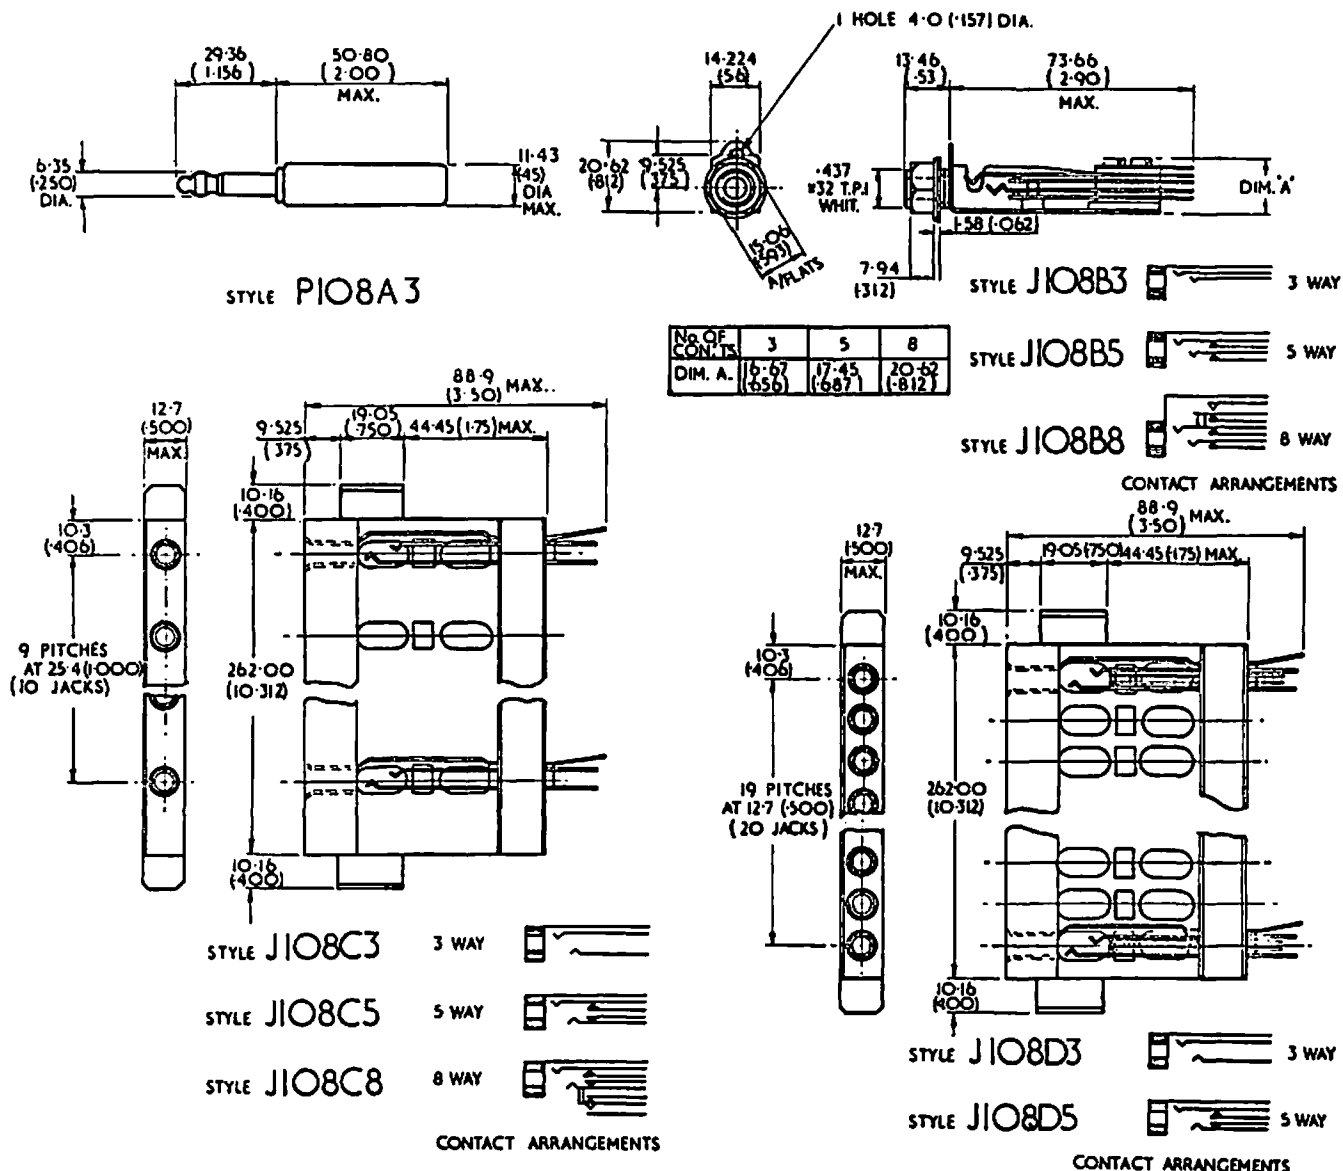 1 HOLE 4·0 (·157) DIA.
29·36
(1·156)
50·80
(2·00)
MAX.
6·35
(·250)
DIA.
11·43
(·45)
DIA
MAX.
STYLE P108A3
14·224
(·56)
20·62
(·812)
9·525
(·375)
15·06
(·593)
A/FLATS
13·46
(·53)
73·66
(2·90)
MAX.
·437
×32 T.P.I
WHIT.
DIM. 'A'
1·58 (·062)
7·94
(·312)
STYLE J108B3
3 WAY
STYLE J108B5
5 WAY
STYLE J108B8
8 WAY
CONTACT ARRANGEMENTS
No. OF CON'TS 3 5 8
DIM. A. 16·67 (·656) 17·45 (·687) 20·62 (·812)
12·7
(·500)
MAX
88·9
(3·50) MAX..
9·525
(·375)
19·05
(·750)
44·45 (1·75) MAX.
10·16
(·400)
10·3
(·406)
9 PITCHES
AT 25·4 (1·000)
(10 JACKS)
262·00
(10·312)
10·16
(·400)
STYLE J108C3 3 WAY
STYLE J108C5 5 WAY
STYLE J108C8 8 WAY
CONTACT ARRANGEMENTS
12·7
(·500)
MAX.
88·9
(3·50) MAX.
9·525
(·375)
19·05 (·750)
44·45 (·175) MAX.
10·16
(·400)
10·3
(·406)
19 PITCHES
AT 12·7 (·500)
(20 JACKS)
262·00
(10·312)
10·16
(·400)
STYLE J108D3 3 WAY
STYLE J108D5 5 WAY
CONTACT ARRANGEMENTS